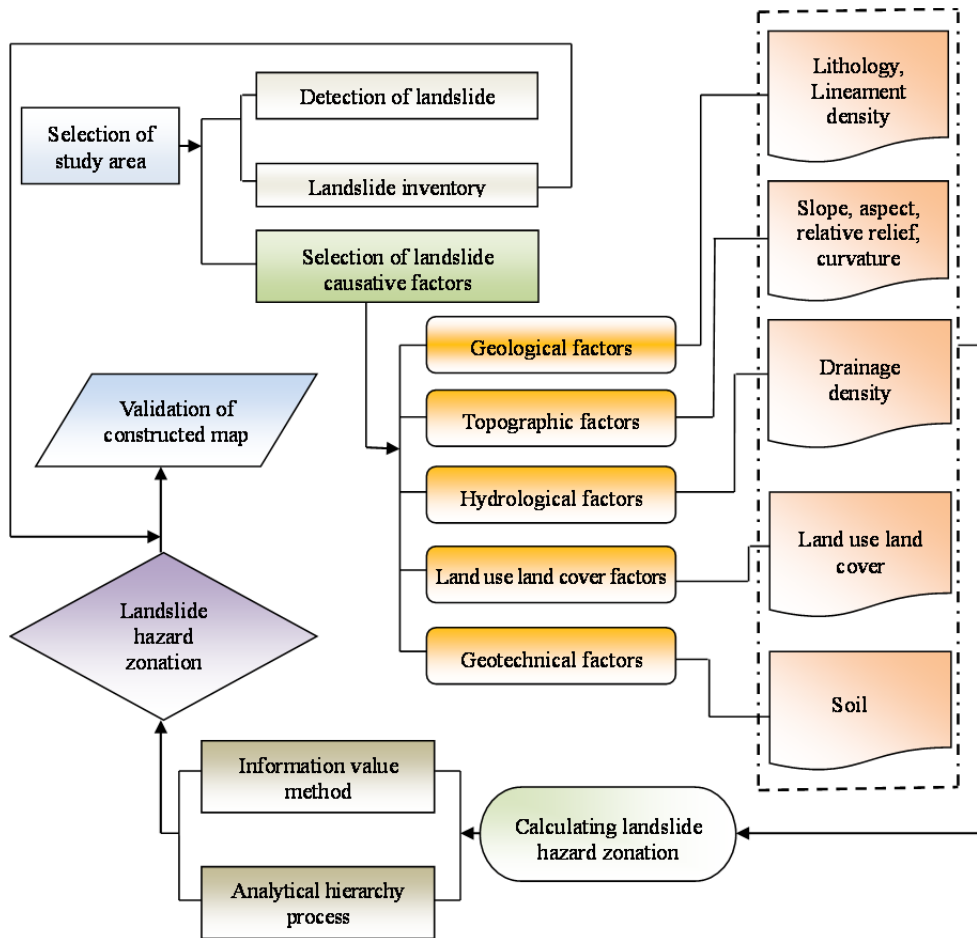 Selection of
study area
Detection of landslide
Landslide inventory
Selection of landslide
causative factors
Geological factors
Topographic factors
Hydrological factors
Land use land cover factors
Geotechnical factors
Lithology,
Lineament
density
Slope, aspect,
relative relief,
curvature
Drainage
density
Land use land
cover
Soil
Calculating landslide
hazard zonation
Information value
method
Analytical hierarchy
process
Landslide
hazard
zonation
Validation of
constructed map